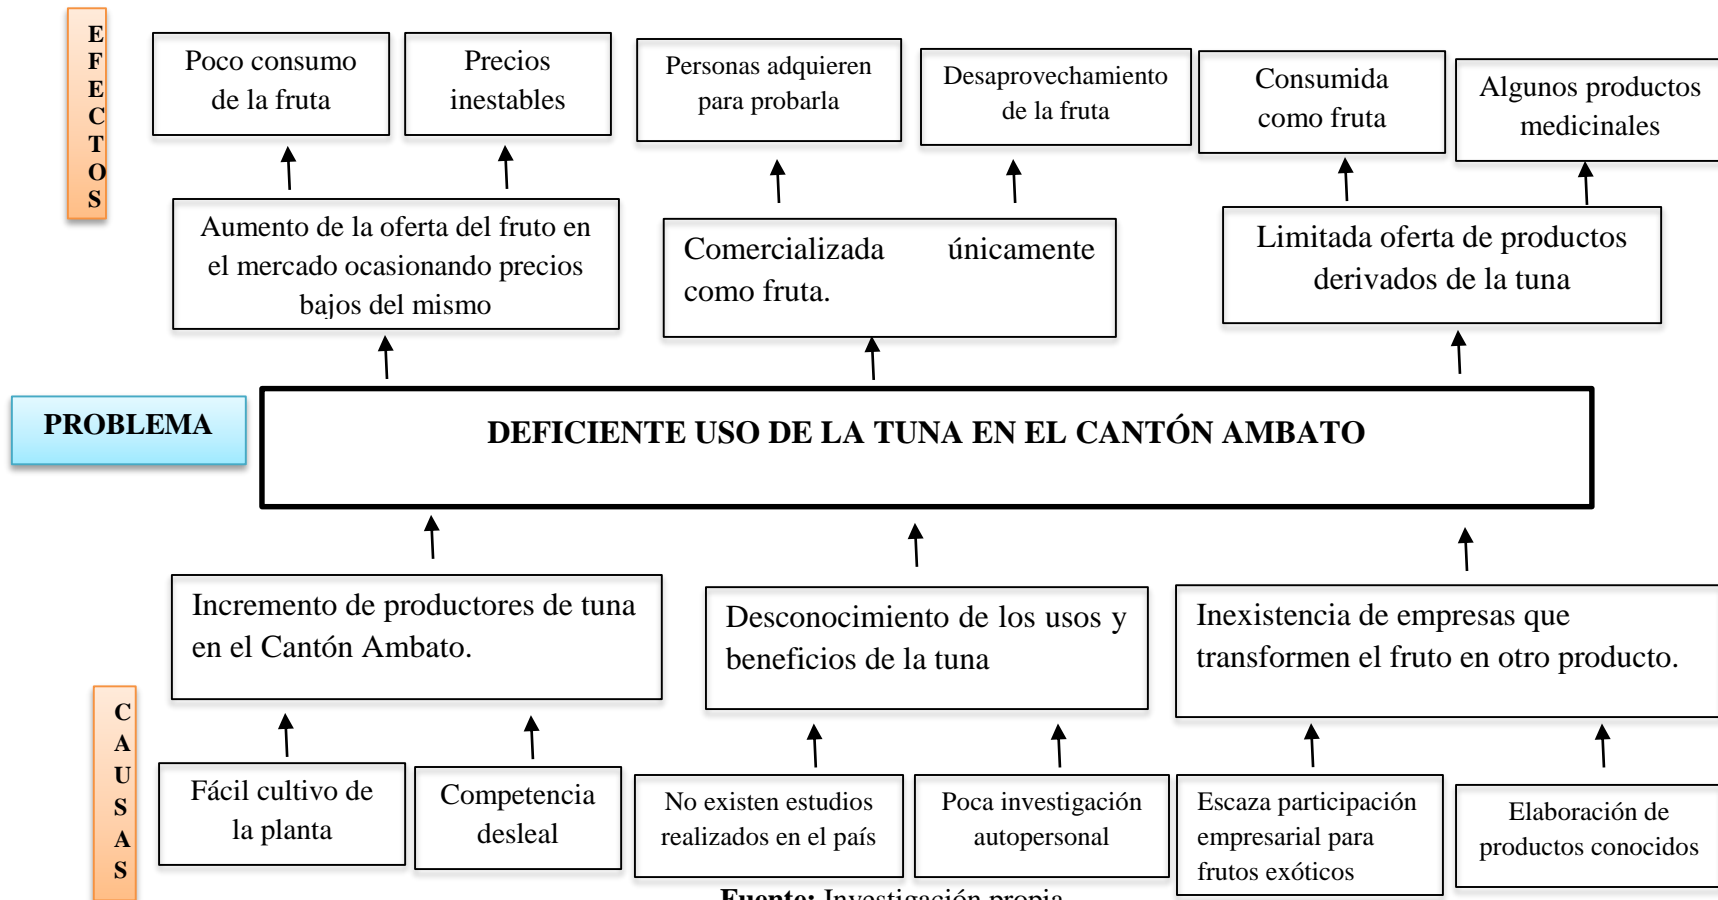 EFECTOS
Poco consumo
de la fruta
Precios
inestables
Personas adquieren
para probarla
Desaprovechamiento
de la fruta
Consumida
como fruta
Algunos productos
medicinales
Aumento de la oferta del fruto en
el mercado ocasionando precios
bajos del mismo
Comercializada únicamente
como fruta.
Limitada oferta de productos
derivados de la tuna
PROBLEMA
DEFICIENTE USO DE LA TUNA EN EL CANTÓN AMBATO
Incremento de productores de tuna
en el Cantón Ambato.
Desconocimiento de los usos y
beneficios de la tuna
Inexistencia de empresas que
transformen el fruto en otro producto.
CAUSAS
Fácil cultivo de
la planta
Competencia
desleal
No existen estudios
realizados en el país
Poca investigación
autopersonal
Escaza participación
empresarial para
frutos exóticos
Elaboración de
productos conocidos
Fuente: Investigación propia